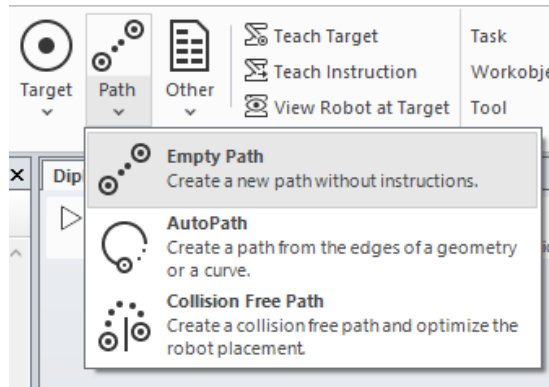 Target
Path
Other
Teach Target
Teach Instruction
View Robot at Target
Task
Workobje
Tool
Dipl
Empty Path
Create a new path without instructions.
AutoPath
Create a path from the edges of a geometry
or a curve.
Collision Free Path
Create a collision free path and optimize the
robot placement.